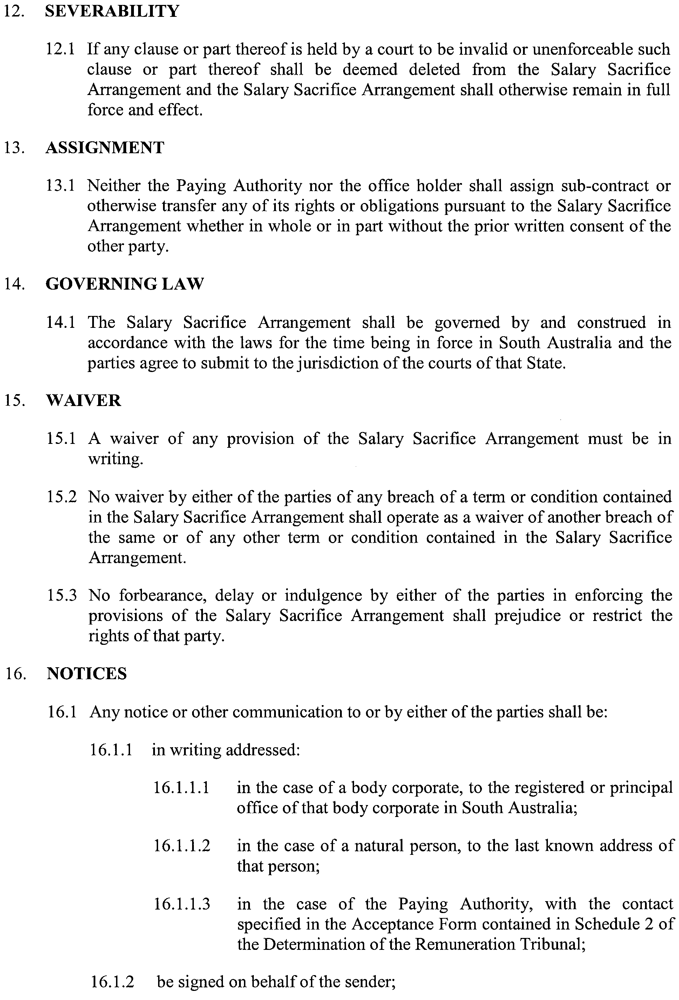 12. SEVERABILITY
12.1 If any clause or part thereof is held by a court to be invalid or unenforceable such
clause or part thereof shall be deemed deleted from the Salary Sacrifice
Arrangement and the Salary Sacrifice Arrangement shall otherwise remain in full
force and effect.
13. ASSIGNMENT
13.1 Neither the Paying Authority nor the office holder shall assign sub-contract or
otherwise transfer any of its rights or obligations pursuant to the Salary Sacrifice
Arrangement whether in whole or in part without the prior written consent of the
other party.
14. GOVERNING LAW
14.1 The Salary Sacrifice Arrangement shall be governed by and construed in
accordance with the laws for the time being in force in South Australia and the
parties agree to submit to the jurisdiction of the courts of that State.
15. WAIVER
15.1 A waiver of any provision of the Salary Sacrifice Arrangement must be in
writing.
15.2 No waiver by either of the parties of any breach of a term or condition contained
in the Salary Sacrifice Arrangement shall operate as a waiver of another breach of
the same or of any other term or condition contained in the Salary Sacrifice
Arrangement.
15.3 No forbearance, delay or indulgence by either of the parties in enforcing the
provisions of the Salary Sacrifice Arrangement shall prejudice or restrict the
rights of that party.
16. NOTICES
16.1 Any notice or other communication to or by either of the parties shall be:
16.1.1 in writing addressed:
16.1.1.1 in the case of a body corporate, to the registered or principal
office of that body corporate in South Australia;
16.1.1.2 in the case of a natural person, to the last known address of
that person;
16.1.1.3 in the case of the Paying Authority, with the contact
specified in the Acceptance Form contained in Schedule 2 of
the Determination of the Remuneration Tribunal;
16.1.2 be signed on behalf of the sender;